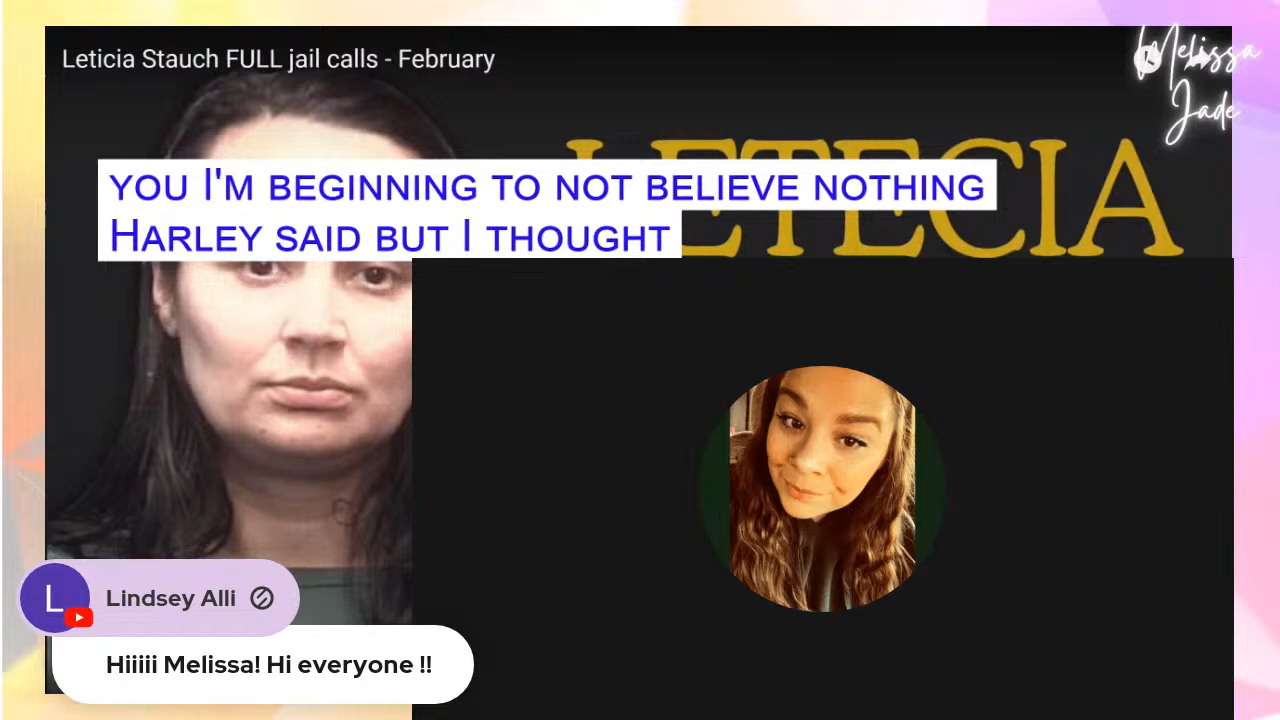 Leticia Stauch FULL jail calls - February
Melissa
Jade
LETECIA
YOU I'M BEGINNING TO NOT BELIEVE NOTHING
HARLEY SAID BUT I THOUGHT
L
Lindsey Alli
Hiiiii Melissa! Hi everyone !!